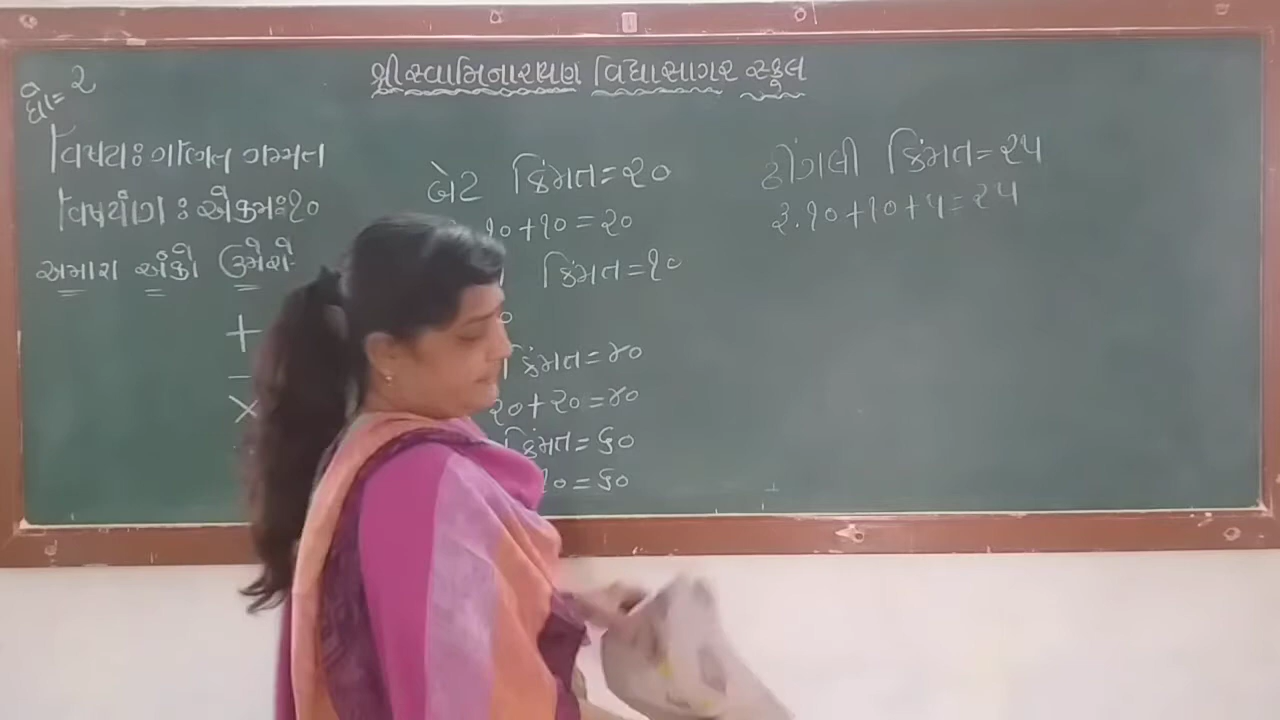 શ્રી સ્વામિનારાયણ વિદ્યાસાગર સ્કુલ
ધો = ૨
વિષય: ગણિત ગમ્મત
વિષયાંગ : એકમ: ૧૦
અમારા અંકો ઉમેરો
+
−
×
બેટ કિંમત = ૨૦
૧૦ + ૧૦ = ૨૦
કિંમત = ૧૦
૦
કિંમત = ૪૦
૨૦ + ૨૦ = ૪૦
કિંમત = ૬૦
૧૦ = ૬૦
ઢીંગલી કિંમત = ૨૫
રૂ. ૧૦ + ૧૦ + ૫ = ૨૫